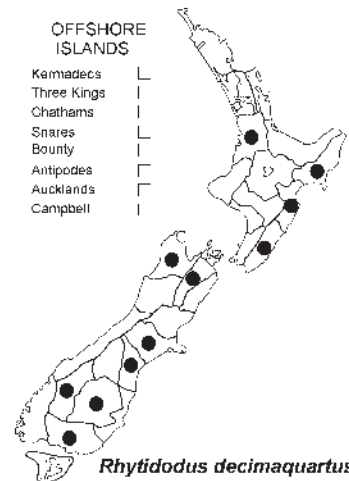 OFFSHORE
ISLANDS
Kermadecs
Three Kings
Chathams
Snares
Bounty
Antipodes
Aucklands
Campbell
Rhytidodus decimaquartus